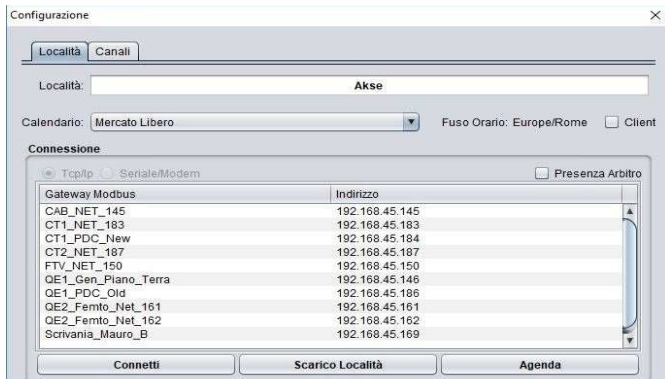 Configurazione
Località Canali
Località: Akse
Calendario: Mercato Libero Fuso Orario: Europe/Rome Client
Connessione
Tcp/Ip Seriale/Modem Presenza Arbitro
Gateway Modbus Indirizzo
CAB_NET_145 192.168.45.145
CT1_NET_183 192.168.45.183
CT1_PDC_New 192.168.45.184
CT2_NET_187 192.168.45.187
FTV_NET_150 192.168.45.150
QE1_Gen_Piano_Terra 192.168.45.146
QE1_PDC_Old 192.168.45.186
QE2_Femto_Net_161 192.168.45.161
QE2_Femto_Net_162 192.168.45.162
Scrivania_Mauro_B 192.168.45.169
Connetti Scarico Località Agenda